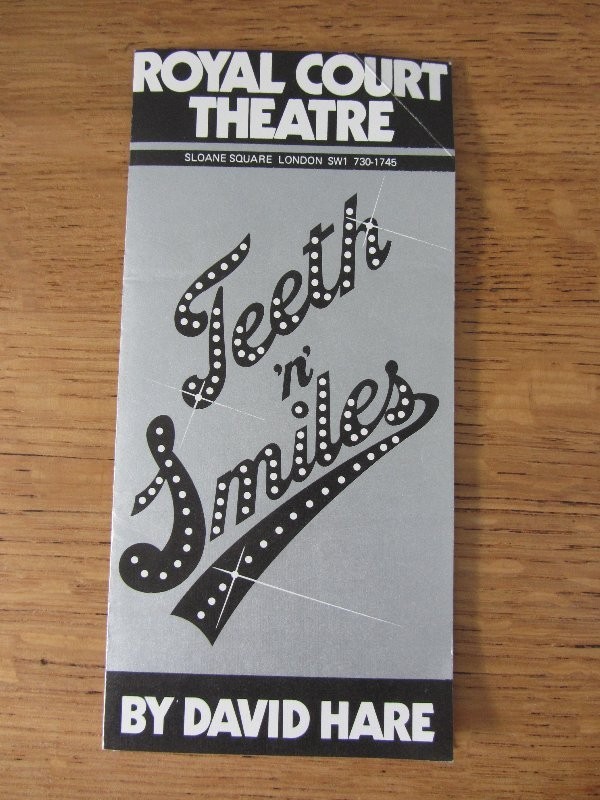 ROYAL COURT
THEATRE
SLOANE SQUARE LONDON SW1 730-1745
Teeth
'n'
Smiles
BY DAVID HARE